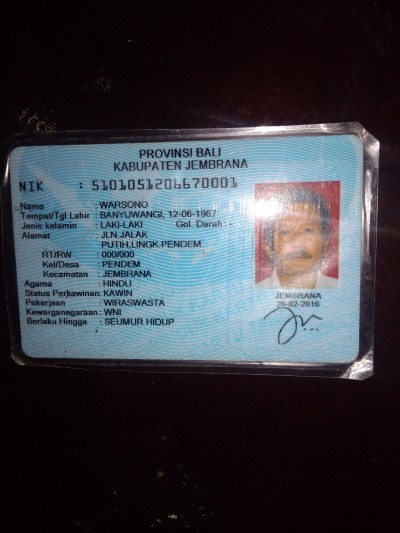 PROVINSI BALI
KABUPATEN JEMBRANA
NIK : 5101051206670001
Nama : WARSONO
Tempat/Tgl Lahir : BANYUWANGI, 12-06-1967
Jenis kelamin : LAKI-LAKI Gol. Darah : -
Alamat : JLN.JALAK
PUTIH,LINGK.PENDEM
RT/RW : 000/000
Kel/Desa : PENDEM
Kecamatan : JEMBRANA
Agama : HINDU
Status Perkawinan: KAWIN
Pekerjaan : WIRASWASTA
Kewarganegaraan: WNI
Berlaku Hingga : SEUMUR HIDUP
JEMBRANA
26-02-2016